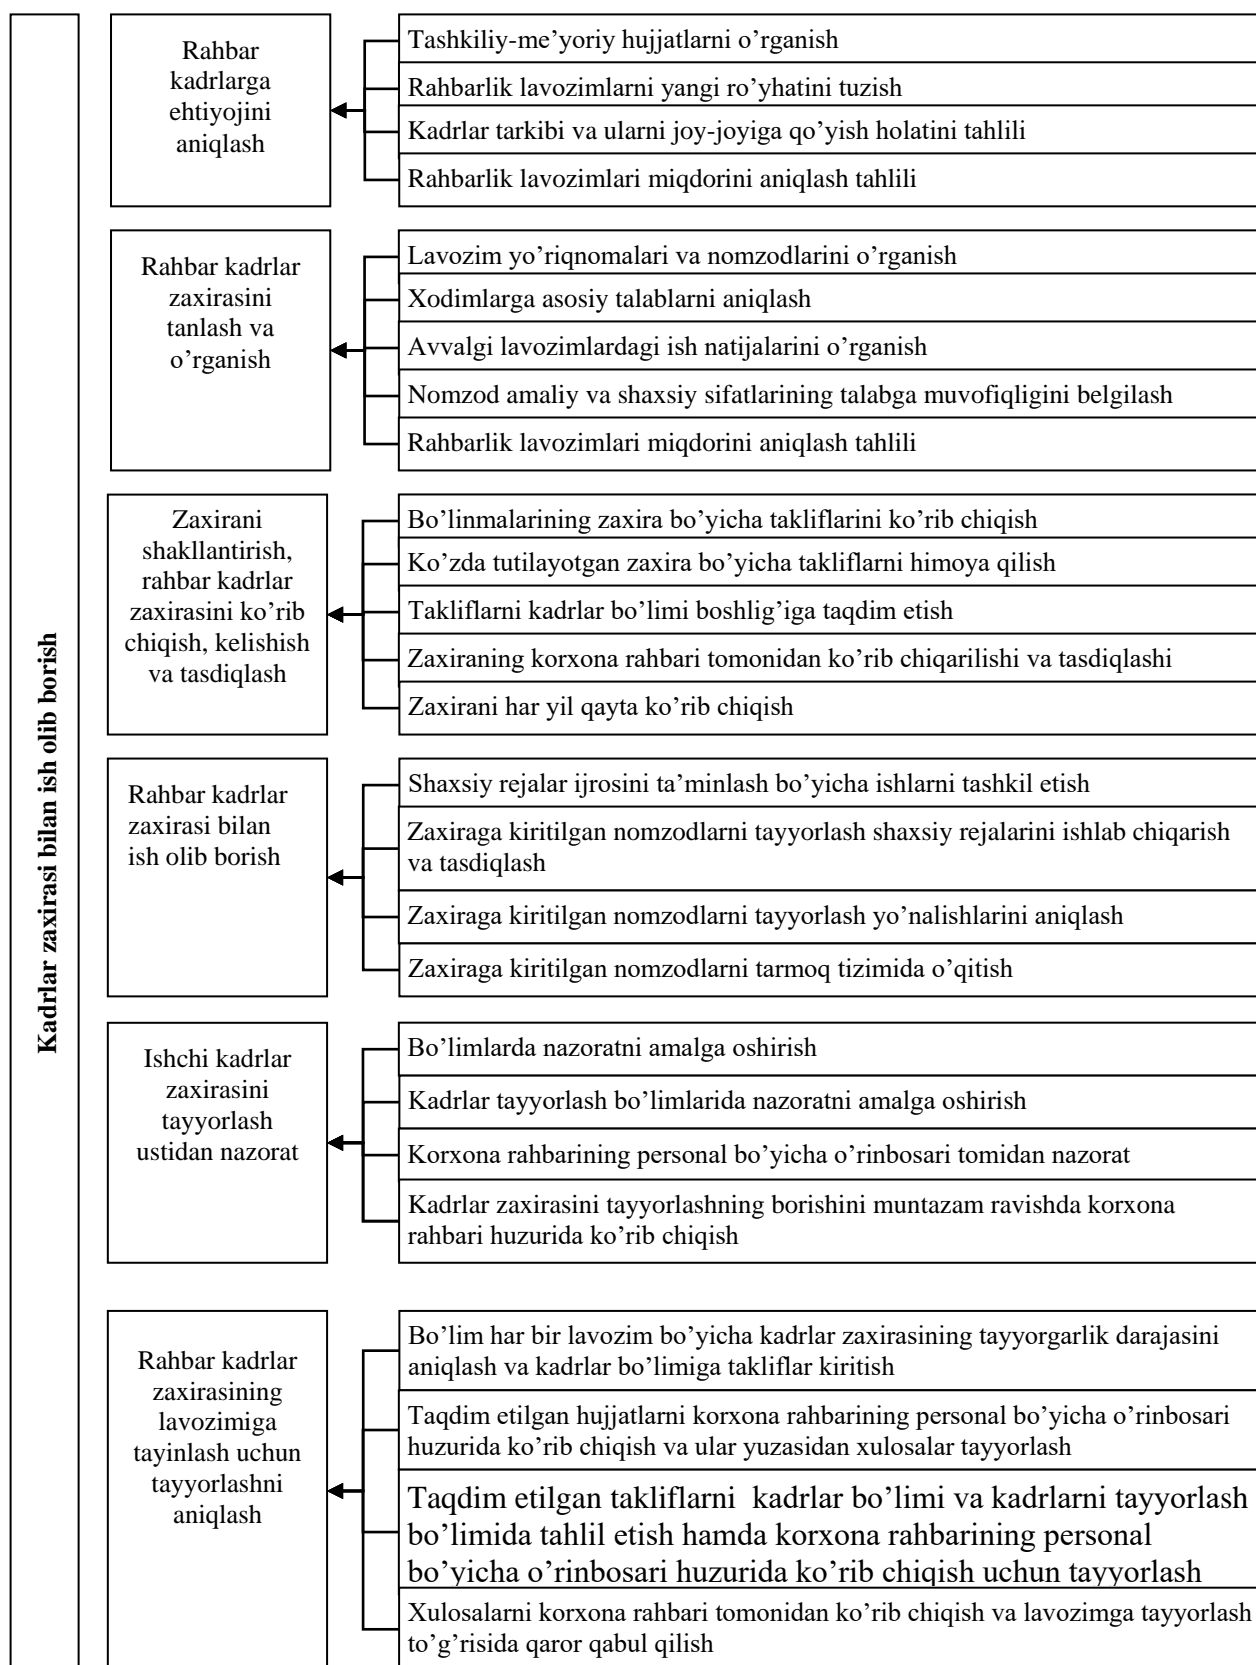 Kadrlar zaxirasi bilan ish olib borish
Rahbar
kadrlarga
ehtiyojini
aniqlash
Tashkiliy-me’yoriy hujjatlarni o’rganish
Rahbarlik lavozimlarni yangi ro’yhatini tuzish
Kadrlar tarkibi va ularni joy-joyiga qo’yish holatini tahlili
Rahbarlik lavozimlari miqdorini aniqlash tahlili
Rahbar kadrlar
zaxirasini
tanlash va
o’rganish
Lavozim yo’riqnomalari va nomzodlarini o’rganish
Xodimlarga asosiy talablarni aniqlash
Avvalgi lavozimlardagi ish natijalarini o’rganish
Nomzod amaliy va shaxsiy sifatlarining talabga muvofiqligini belgilash
Rahbarlik lavozimlari miqdorini aniqlash tahlili
Zaxirani
shakllantirish,
rahbar kadrlar
zaxirasini ko’rib
chiqish, kelishish
va tasdiqlash
Bo’linmalarining zaxira bo’yicha takliflarini ko’rib chiqish
Ko’zda tutilayotgan zaxira bo’yicha takliflarni himoya qilish
Takliflarni kadrlar bo’limi boshlig’iga taqdim etish
Zaxiraning korxona rahbari tomonidan ko’rib chiqarilishi va tasdiqlashi
Zaxirani har yil qayta ko’rib chiqish
Rahbar kadrlar
zaxirasi bilan
ish olib borish
Shaxsiy rejalar ijrosini ta’minlash bo’yicha ishlarni tashkil etish
Zaxiraga kiritilgan nomzodlarni tayyorlash shaxsiy rejalarini ishlab chiqarish
va tasdiqlash
Zaxiraga kiritilgan nomzodlarni tayyorlash yo’nalishlarini aniqlash
Zaxiraga kiritilgan nomzodlarni tarmoq tizimida o’qitish
Ishchi kadrlar
zaxirasini
tayyorlash
ustidan nazorat
Bo’limlarda nazoratni amalga oshirish
Kadrlar tayyorlash bo’limlarida nazoratni amalga oshirish
Korxona rahbarining personal bo’yicha o’rinbosari tomidan nazorat
Kadrlar zaxirasini tayyorlashning borishini muntazam ravishda korxona
rahbari huzurida ko’rib chiqish
Rahbar kadrlar
zaxirasining
lavozimiga
tayinlash uchun
tayyorlashni
aniqlash
Bo’lim har bir lavozim bo’yicha kadrlar zaxirasining tayyorgarlik darajasini
aniqlash va kadrlar bo’limiga takliflar kiritish
Taqdim etilgan hujjatlarni korxona rahbarining personal bo’yicha o’rinbosari
huzurida ko’rib chiqish va ular yuzasidan xulosalar tayyorlash
Taqdim etilgan takliflarni kadrlar bo’limi va kadrlarni tayyorlash
bo’limida tahlil etish hamda korxona rahbarining personal
bo’yicha o’rinbosari huzurida ko’rib chiqish uchun tayyorlash
Xulosalarni korxona rahbari tomonidan ko’rib chiqish va lavozimga tayyorlash
to’g’risida qaror qabul qilish